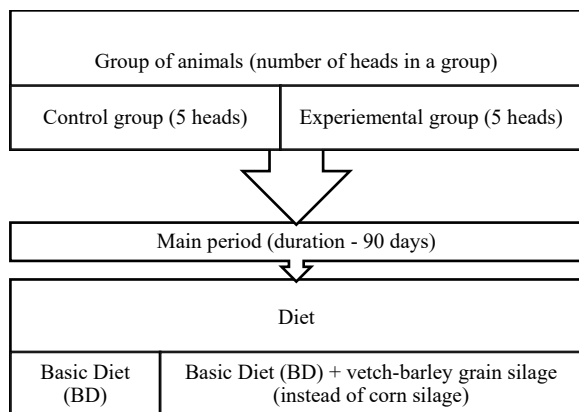 Group of animals (number of heads in a group)
Control group (5 heads)
Experiemental group (5 heads)
Main period (duration - 90 days)
Diet
Basic Diet
(BD)
Basic Diet (BD) + vetch-barley grain silage
(instead of corn silage)